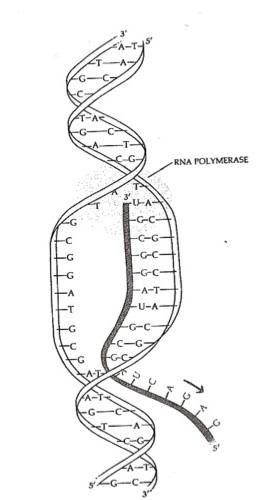 3' 5'
A-T
T-A
G-C
C
T-A
G-C
A-T
C-G
RNA POLYMERASE
A T
T 3' U-A
G G-C
C C-G
G G-C
G G-C
A A-T
T U-A
G G-C
C C-G
G G-C
A-T A U C A G A G
A-T
G-C
5'
T-A
C-G
A-T
5' G-C
3'